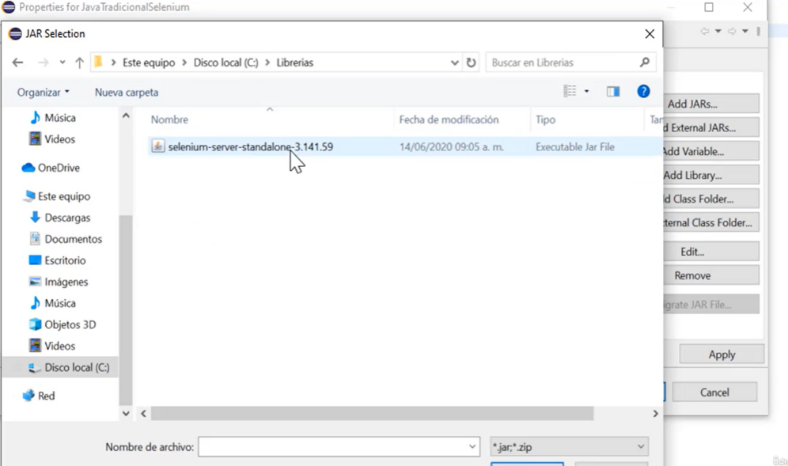 Properties for JavaTradicionalSelenium
JAR Selection
Este equipo > Disco local (C:) > Librerias
Buscar en Librerias
Organizar
Nueva carpeta
Nombre
Fecha de modificación
Tipo
selenium-server-standalone-3.141.59
14/06/2020 09:05 a. m.
Executable Jar File
Música
Videos
OneDrive
Este equipo
Descargas
Documentos
Escritorio
Imágenes
Música
Objetos 3D
Videos
Disco local (C:)
Red
Nombre de archivo:
*.jar;*.zip
Add JARs...
d External JARs...
Add Variable...
Add Library...
d Class Folder...
ternal Class Folder...
Edit...
Remove
grate JAR File...
Apply
Cancel